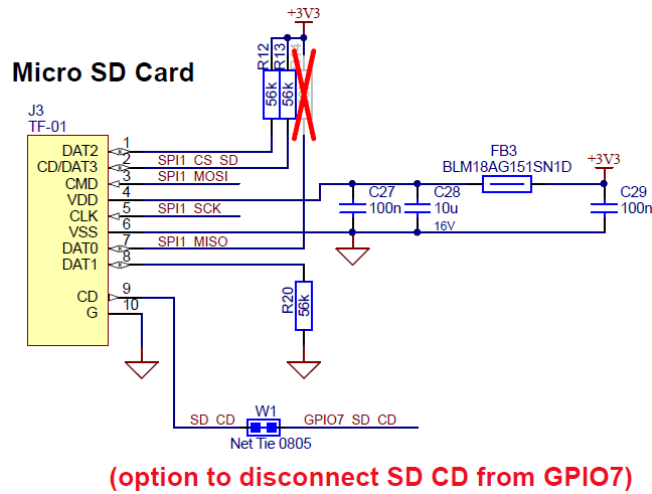 +3V3
R12
R13
56k
56k
Micro SD Card
J3
TF-01
FB3
BLM18AG151SN1D
+3V3
DAT2 1
CD/DAT3 2 SPI1_CS_SD
CMD 3 SPI1_MOSI
VDD 4
CLK 5 SPI1_SCK
VSS 6
DAT0 7 SPI1_MISO
DAT1 8
CD 9
G 10
C27
100n
C28
10u
16V
C29
100n
R20
56k
SD_CD
W1
GPIO7_SD_CD
Net Tie 0805
(option to disconnect SD CD from GPIO7)